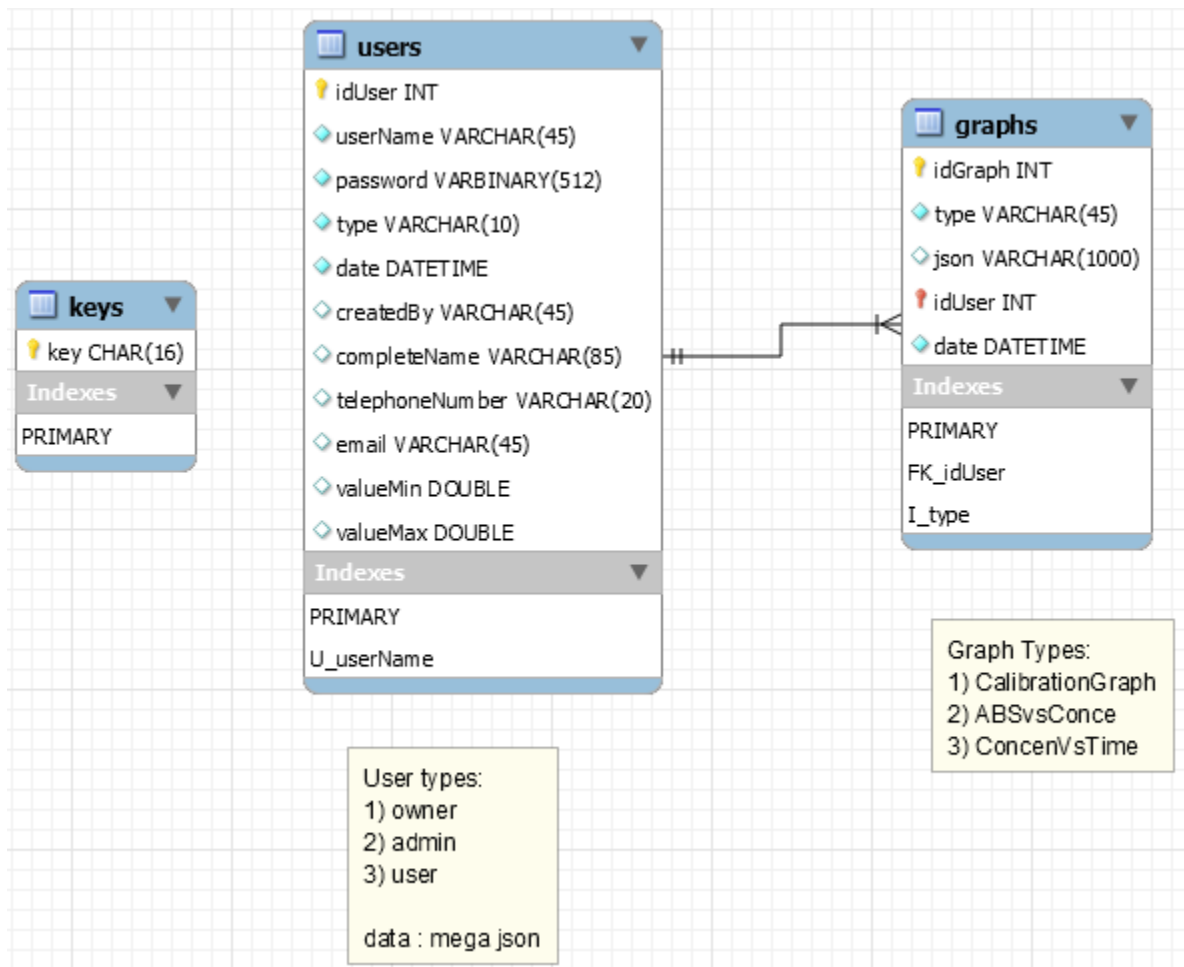 users
idUser INT
userName VARCHAR(45)
password VARBINARY(512)
type VARCHAR(10)
date DATETIME
createdBy VARCHAR(45)
completeName VARCHAR(85)
telephoneNumber VARCHAR(20)
email VARCHAR(45)
valueMin DOUBLE
valueMax DOUBLE
Indexes
PRIMARY
U_userName
graphs
idGraph INT
type VARCHAR(45)
json VARCHAR(1000)
idUser INT
date DATETIME
Indexes
PRIMARY
FK_idUser
I_type
keys
key CHAR(16)
Indexes
PRIMARY
Graph Types:
1) CalibrationGraph
2) ABSvsConce
3) ConcenVsTime
User types:
1) owner
2) admin
3) user
data : mega json